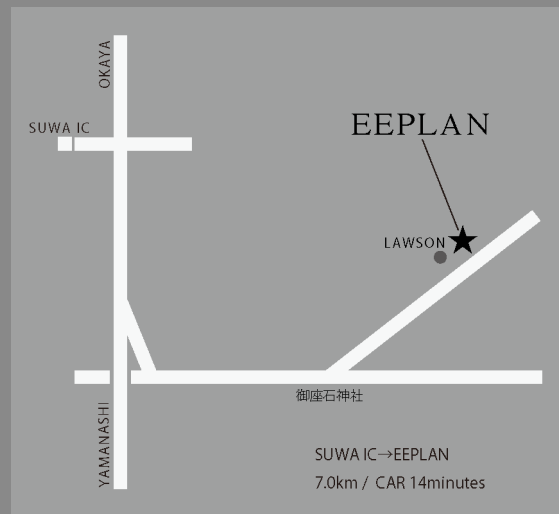 OKAYA
SUWA IC
EEPLAN
LAWSON
御座石神社
YAMANASHI
SUWA IC→EEPLAN
7.0km / CAR 14minutes